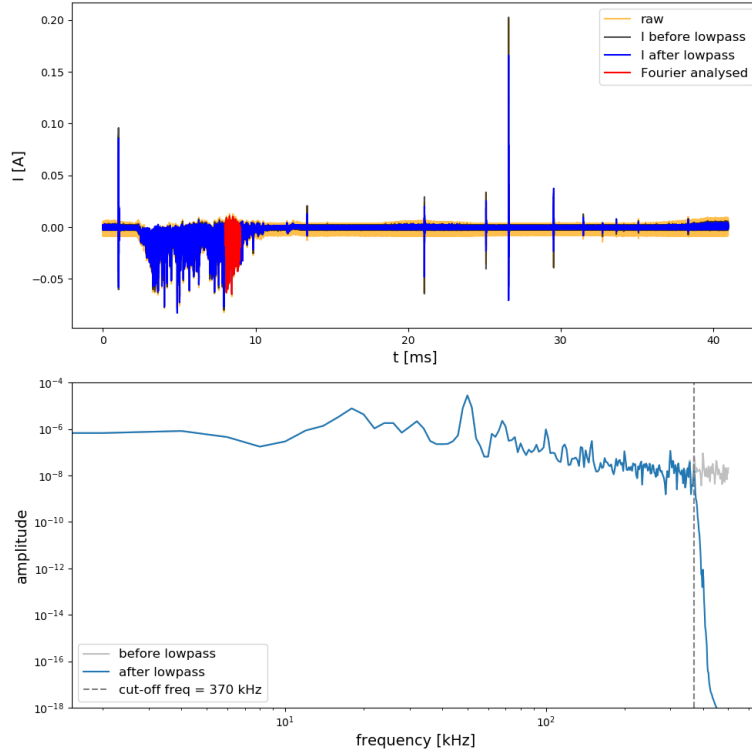 0.20
0.15
0.10
0.05
0.00
−0.05
I [A]
raw
I before lowpass
I after lowpass
Fourier analysed
0 10 20 30 40
t [ms]
10⁻⁴
10⁻⁶
10⁻⁸
10⁻¹⁰
10⁻¹²
10⁻¹⁴
10⁻¹⁶
10⁻¹⁸
amplitude
before lowpass
after lowpass
cut-off freq = 370 kHz
10¹ 10²
frequency [kHz]